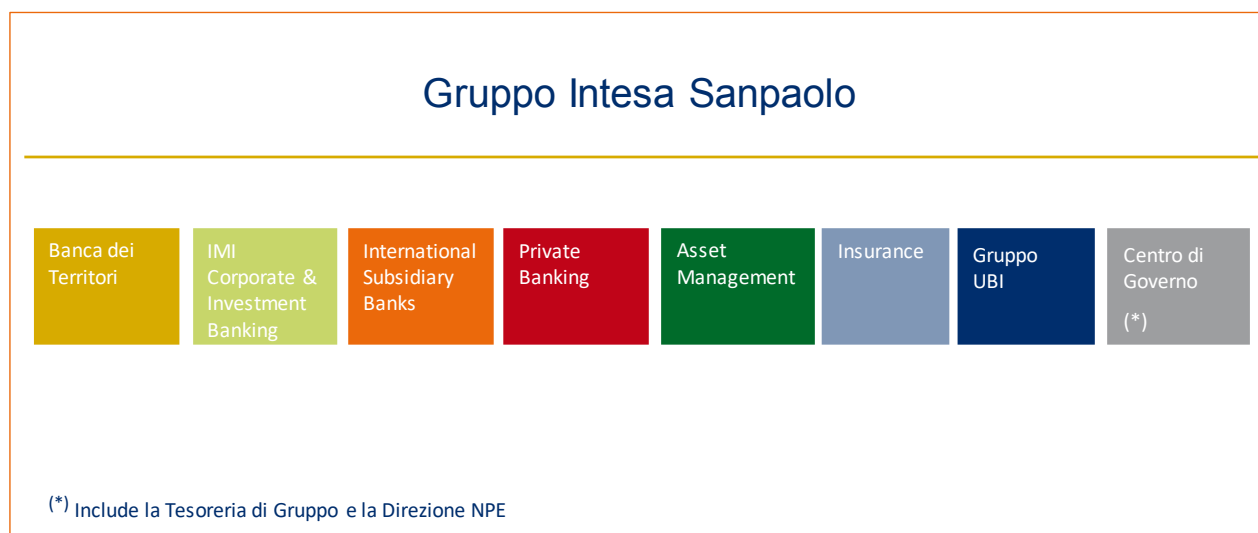 Gruppo Intesa Sanpaolo
Banca dei
Territori
IMI
Corporate &
Investment
Banking
International
Subsidiary
Banks
Private
Banking
Asset
Management
Insurance
Gruppo
UBI
Centro di
Governo
(*)
(*) Include la Tesoreria di Gruppo e la Direzione NPE